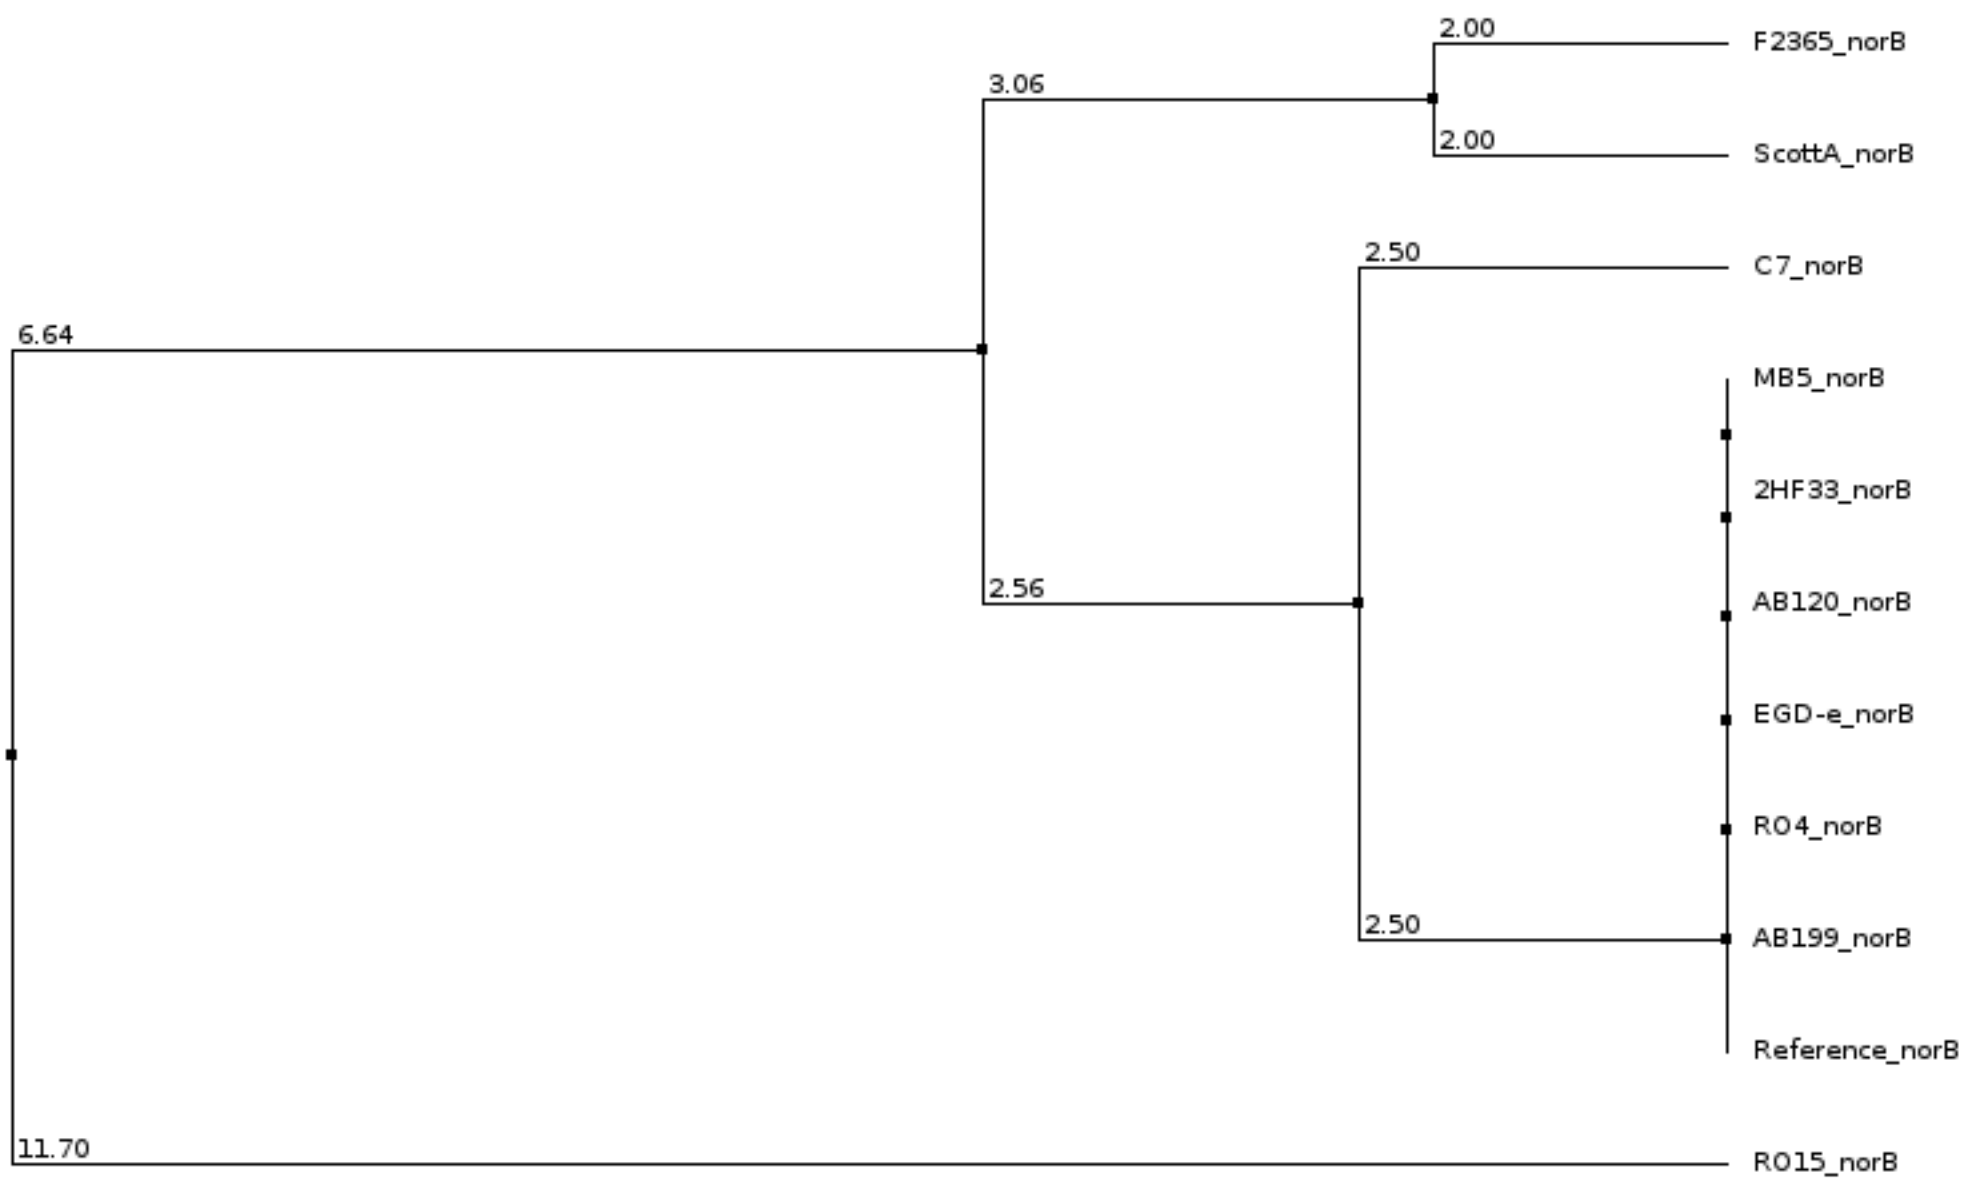 2.00
F2365_norB
3.06
2.00
ScottA_norB
2.50
C7_norB
6.64
MB5_norB
2HF33_norB
2.56
AB120_norB
EGD-e_norB
RO4_norB
2.50
AB199_norB
Reference_norB
11.70
RO15_norB